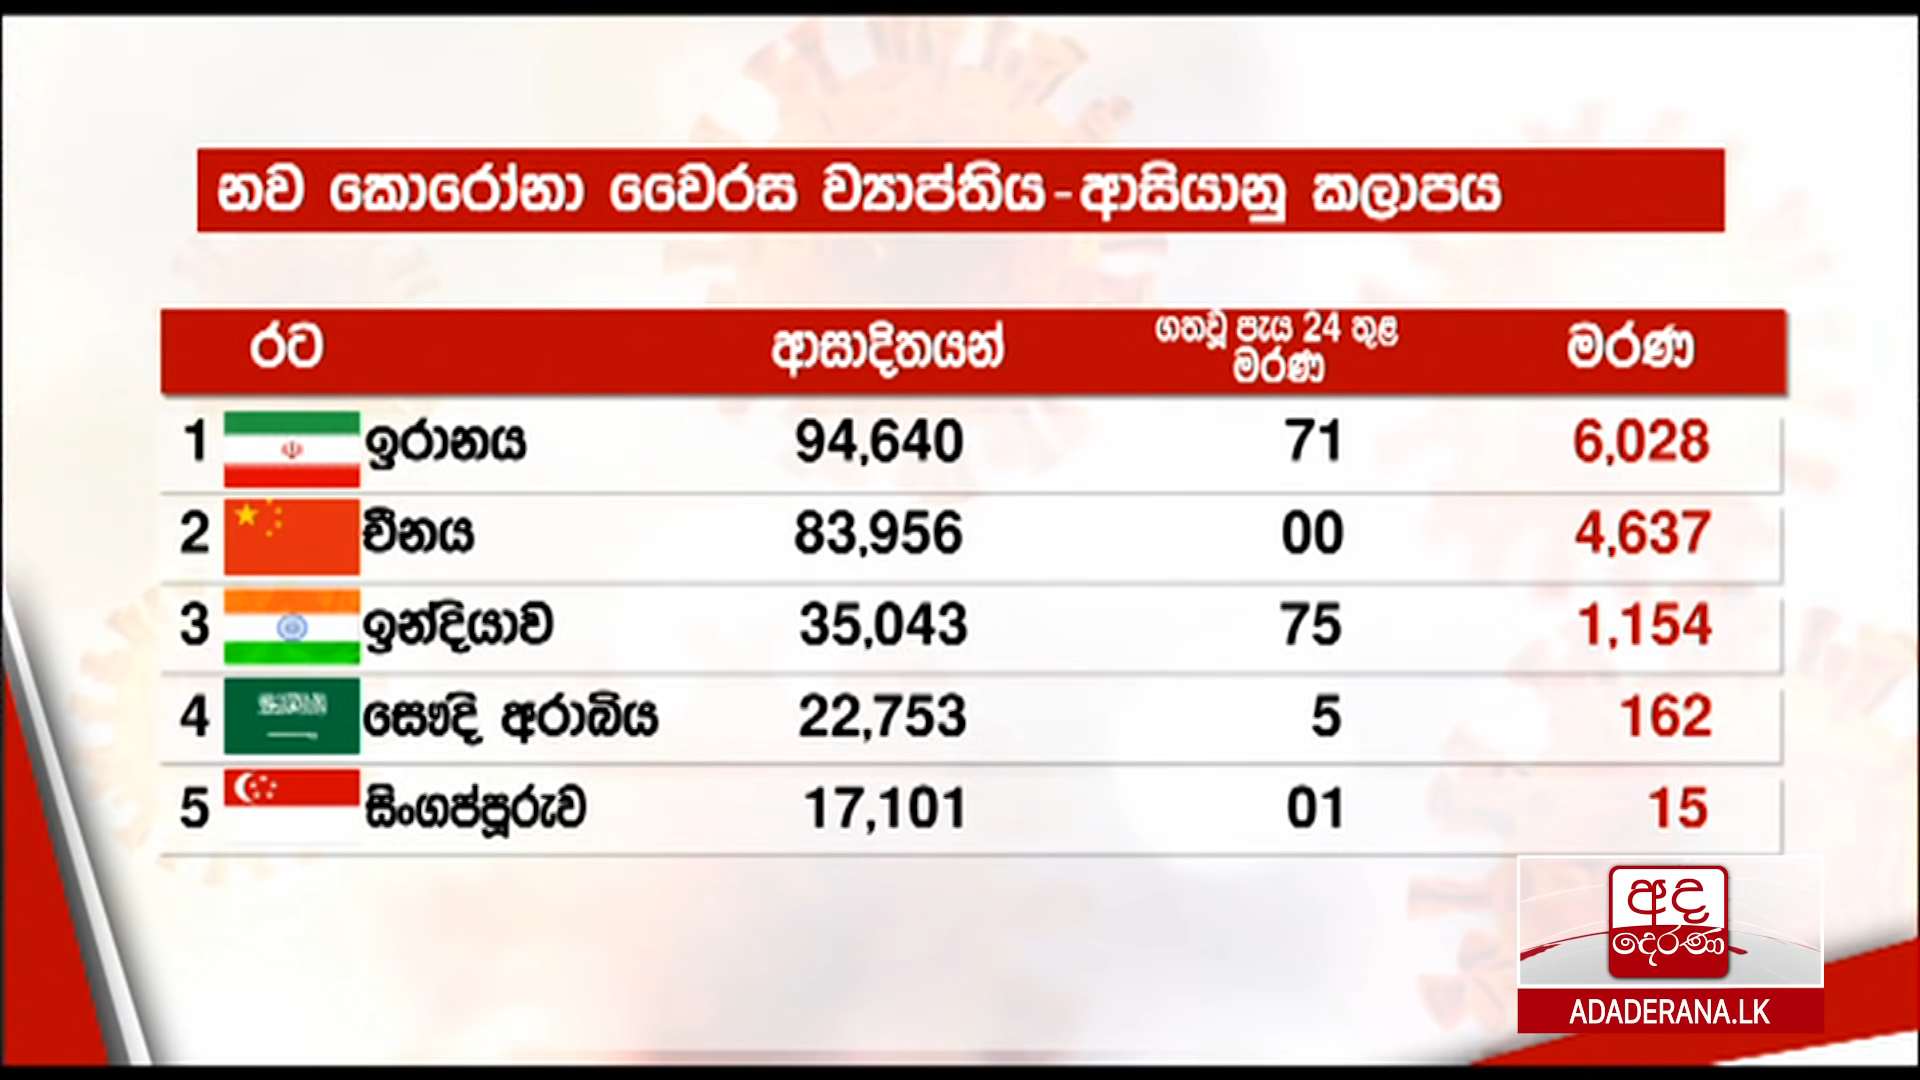 නව කොරෝනා වෛරස ව්‍යාප්තිය - ආසියානු කලාපය
රට ආසාදිතයන් ගතවූ පැය 24 තුළ මරණ මරණ
1 ඉරානය 94,640 71 6,028
2 චීනය 83,956 00 4,637
3 ඉන්දියාව 35,043 75 1,154
4 සෞදි අරාබිය 22,753 5 162
5 සිංගප්පූරුව 17,101 01 15
අද
දෙරණ
ADADERANA.LK